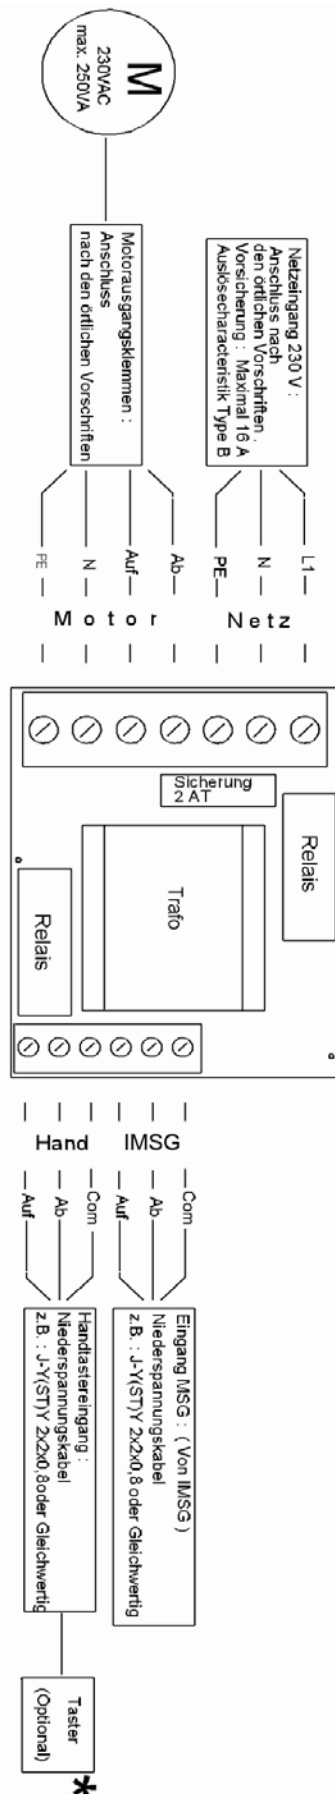 M
230VAC
max. 250VA
Netzeingang 230 V :
Anschluss nach
den örtlichen Vorschriften .
Vorsicherung : Maximal 16 A
Auslösecharacteristik Type B
Motorausgangsklemmen :
Anschluss
nach den örtlichen Vorschriften
L1
N
PE
Ab
Auf
N
PE
Motor
Netz
Sicherung
2 AT
Relais
Trafo
Relais
Hand
IMSG
Com
Ab
Auf
Com
Ab
Auf
Eingang MSG : ( Von IMSG )
Niederspannungskabel
z.B. : J-Y(ST)Y 2x2x0,8 oder Gleichwertig
Handtastereingang :
Niederspannungskabel
z.B. : J-Y(ST)Y 2x2x0,8oder Gleichwertig
Taster
(Optional)
*